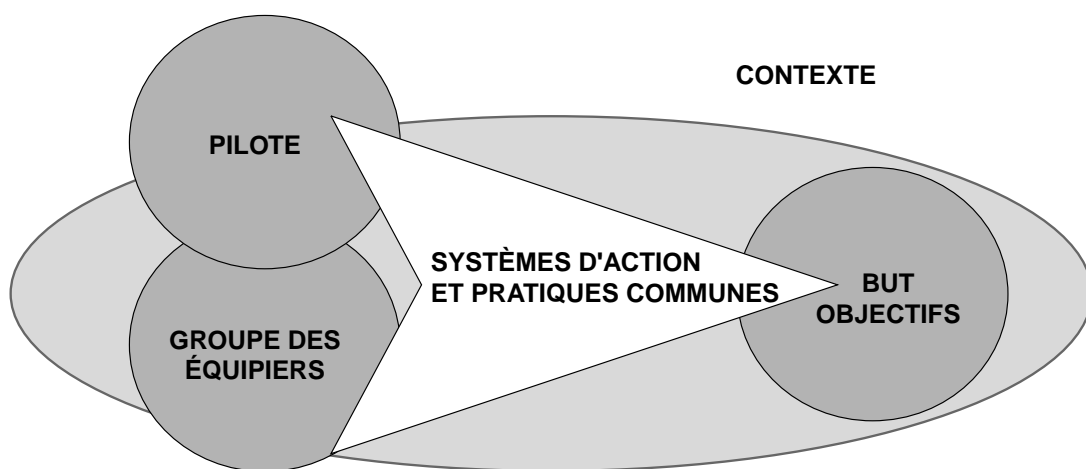 CONTEXTE
PILOTE
SYSTÈMES D'ACTION
ET PRATIQUES COMMUNES
BUT
OBJECTIFS
GROUPE DES
ÉQUIPIERS